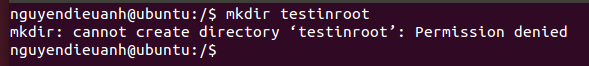 nguyendieuanh@ubuntu:/$ mkdir testinroot
mkdir: cannot create directory ‘testinroot’: Permission denied
nguyendieuanh@ubuntu:/$